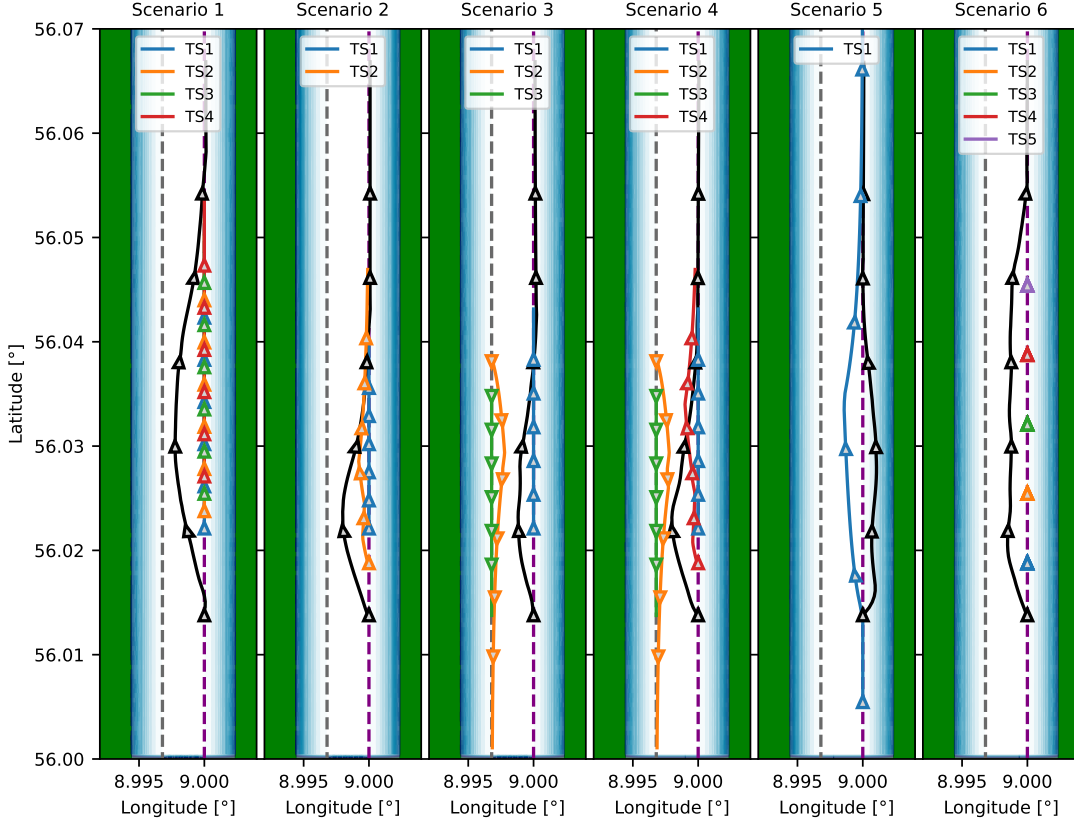 Scenario 1 Scenario 2 Scenario 3 Scenario 4 Scenario 5 Scenario 6
56.07
TS1
TS2
TS3
TS4
TS1
TS2
TS1
TS2
TS3
TS1
TS2
TS3
TS4
TS1
TS1
TS2
TS3
TS4
TS5
56.06
56.05
56.04
56.03
56.02
56.01
56.00
Latitude [°]
8.995 9.000 8.995 9.000 8.995 9.000 8.995 9.000 8.995 9.000 8.995 9.000
Longitude [°] Longitude [°] Longitude [°] Longitude [°] Longitude [°] Longitude [°]